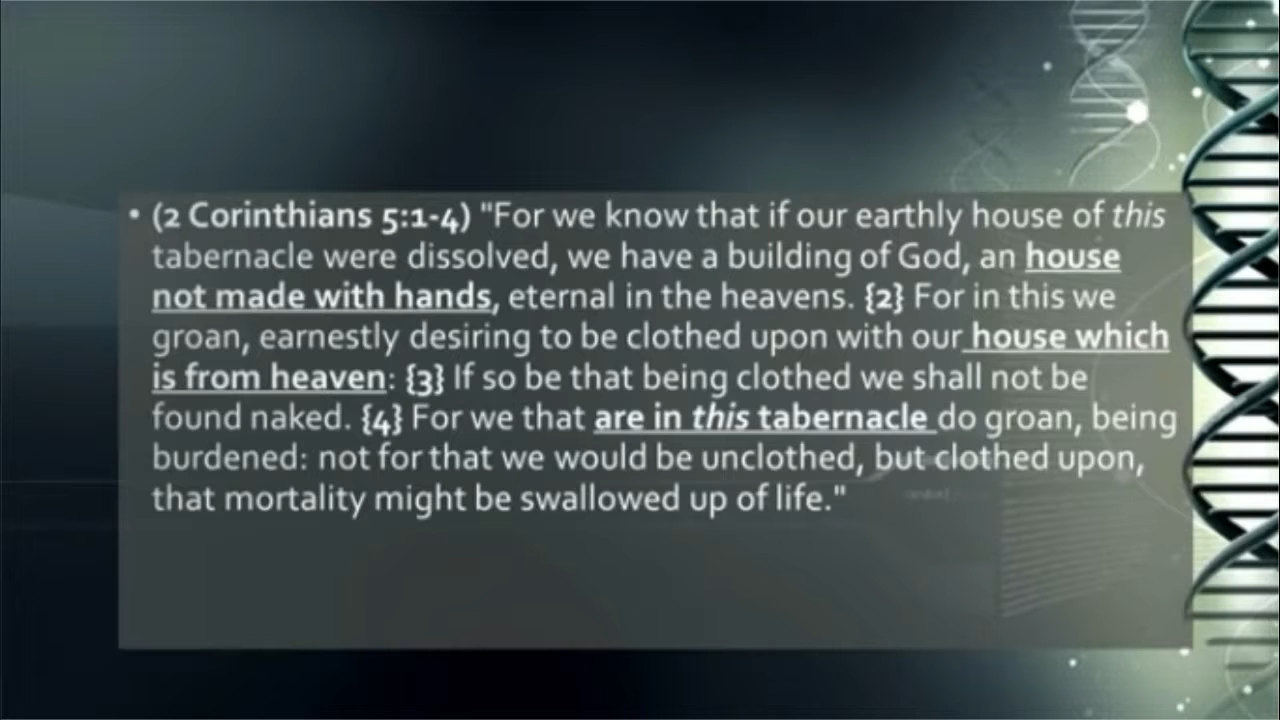 • (2 Corinthians 5:1-4) "For we know that if our earthly house of this
tabernacle were dissolved, we have a building of God, an house
not made with hands, eternal in the heavens. {2} For in this we
groan, earnestly desiring to be clothed upon with our house which
is from heaven: {3} If so be that being clothed we shall not be
found naked. {4} For we that are in this tabernacle do groan, being
burdened: not for that we would be unclothed, but clothed upon,
that mortality might be swallowed up of life."